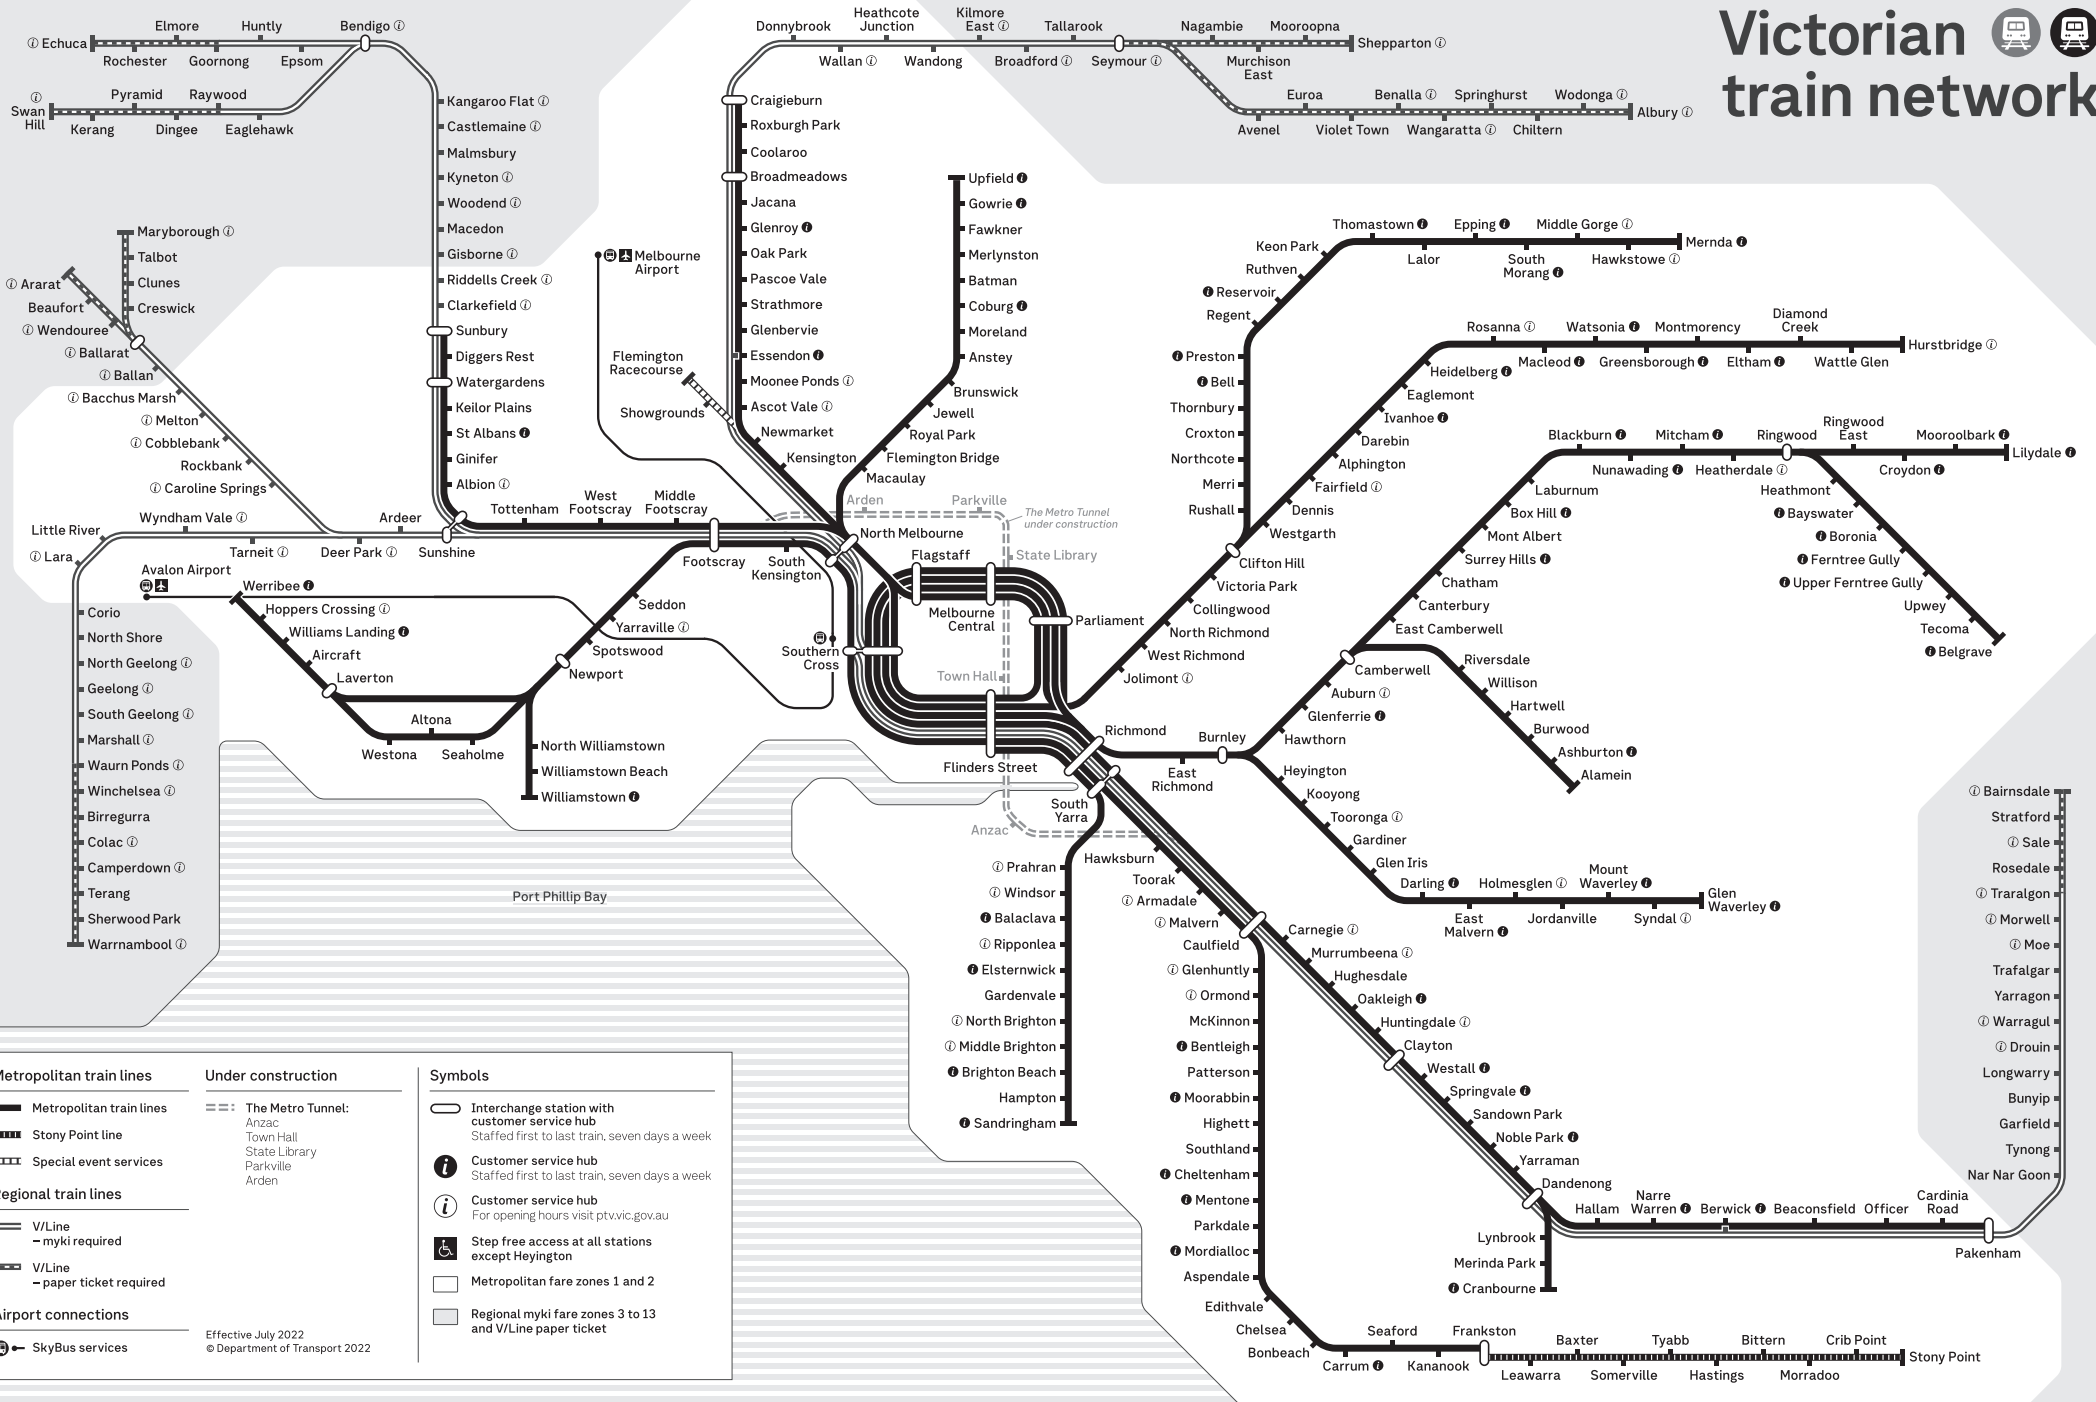 Victorian
train network
Echuca
Elmore
Huntly
Bendigo
Rochester
Goornong
Epsom
Swan
Hill
Pyramid
Raywood
Kerang
Dingee
Eaglehawk
Kangaroo Flat
Castlemaine
Malmsbury
Kyneton
Woodend
Macedon
Gisborne
Riddells Creek
Clarkefield
Sunbury
Diggers Rest
Watergardens
Keilor Plains
St Albans
Ginifer
Albion
Maryborough
Talbot
Clunes
Creswick
Ararat
Beaufort
Wendouree
Ballarat
Ballan
Bacchus Marsh
Melton
Cobblebank
Rockbank
Caroline Springs
Little River
Wyndham Vale
Ardeer
Tarneit
Deer Park
Sunshine
Lara
Avalon Airport
Corio
North Shore
North Geelong
Geelong
South Geelong
Marshall
Waurn Ponds
Winchelsea
Birregurra
Colac
Camperdown
Terang
Sherwood Park
Warrnambool
Werribee
Hoppers Crossing
Williams Landing
Aircraft
Laverton
Altona
Westona
Seaholme
North Williamstown
Williamstown Beach
Williamstown
Newport
Spotswood
Yarraville
Seddon
Tottenham
West
Footscray
Middle
Footscray
Footscray
South
Kensington
Donnybrook
Heathcote
Junction
Kilmore
East
Tallarook
Wallan
Wandong
Broadford
Seymour
Nagambie
Mooroopna
Shepparton
Murchison
East
Euroa
Benalla
Springhurst
Wodonga
Albury
Avenel
Violet Town
Wangaratta
Chiltern
Craigieburn
Roxburgh Park
Coolaroo
Broadmeadows
Jacana
Glenroy
Oak Park
Pascoe Vale
Strathmore
Glenbervie
Essendon
Moonee Ponds
Ascot Vale
Newmarket
Kensington
Melbourne
Airport
Flemington
Racecourse
Showgrounds
Upfield
Gowrie
Fawkner
Merlynston
Batman
Coburg
Moreland
Anstey
Brunswick
Jewell
Royal Park
Flemington Bridge
Macaulay
North Melbourne
Arden
Parkville
The Metro Tunnel
under construction
State Library
Flagstaff
Melbourne
Central
Parliament
Southern
Cross
Town Hall
Flinders Street
Anzac
Richmond
South
Yarra
Keon Park
Ruthven
Reservoir
Regent
Preston
Bell
Thornbury
Croxton
Northcote
Merri
Rushall
Thomastown
Epping
Middle Gorge
Mernda
Lalor
South
Morang
Hawkstowe
Rosanna
Watsonia
Montmorency
Diamond
Creek
Hurstbridge
Macleod
Greensborough
Eltham
Wattle Glen
Heidelberg
Eaglemont
Ivanhoe
Darebin
Alphington
Fairfield
Dennis
Westgarth
Clifton Hill
Victoria Park
Collingwood
North Richmond
West Richmond
Jolimont
Blackburn
Mitcham
Ringwood
Ringwood
East
Mooroolbark
Lilydale
Nunawading
Heatherdale
Croydon
Laburnum
Box Hill
Mont Albert
Surrey Hills
Chatham
Canterbury
East Camberwell
Camberwell
Auburn
Glenferrie
Hawthorn
Burnley
East
Richmond
Heathmont
Bayswater
Boronia
Ferntree Gully
Upper Ferntree Gully
Upwey
Tecoma
Belgrave
Riversdale
Willison
Hartwell
Burwood
Ashburton
Alamein
Heyington
Kooyong
Tooronga
Gardiner
Glen Iris
Darling
Holmesglen
Mount
Waverley
Glen
Waverley
East
Malvern
Jordanville
Syndal
Hawksburn
Toorak
Armadale
Malvern
Caulfield
Prahran
Windsor
Balaclava
Ripponlea
Elsternwick
Gardenvale
North Brighton
Middle Brighton
Brighton Beach
Hampton
Sandringham
Glenhuntly
Ormond
McKinnon
Bentleigh
Patterson
Moorabbin
Highett
Southland
Cheltenham
Mentone
Parkdale
Mordialloc
Aspendale
Edithvale
Chelsea
Bonbeach
Carrum
Seaford
Kananook
Frankston
Baxter
Tyabb
Bittern
Crib Point
Stony Point
Leawarra
Somerville
Hastings
Morradoo
Carnegie
Murrumbeena
Hughesdale
Oakleigh
Huntingdale
Clayton
Westall
Springvale
Sandown Park
Noble Park
Yarraman
Dandenong
Lynbrook
Merinda Park
Cranbourne
Hallam
Narre
Warren
Berwick
Beaconsfield
Officer
Cardinia
Road
Pakenham
Bairnsdale
Stratford
Sale
Rosedale
Traralgon
Morwell
Moe
Trafalgar
Yarragon
Warragul
Drouin
Longwarry
Bunyip
Garfield
Tynong
Nar Nar Goon
Port Phillip Bay
Metropolitan train lines
Metropolitan train lines
Stony Point line
Special event services
Regional train lines
V/Line
– myki required
V/Line
– paper ticket required
Airport connections
SkyBus services
Under construction
The Metro Tunnel:
Anzac
Town Hall
State Library
Parkville
Arden
Effective July 2022
© Department of Transport 2022
Symbols
Interchange station with
customer service hub
Staffed first to last train, seven days a week
Customer service hub
Staffed first to last train, seven days a week
Customer service hub
For opening hours visit ptv.vic.gov.au
Step free access at all stations
except Heyington
Metropolitan fare zones 1 and 2
Regional myki fare zones 3 to 13
and V/Line paper ticket